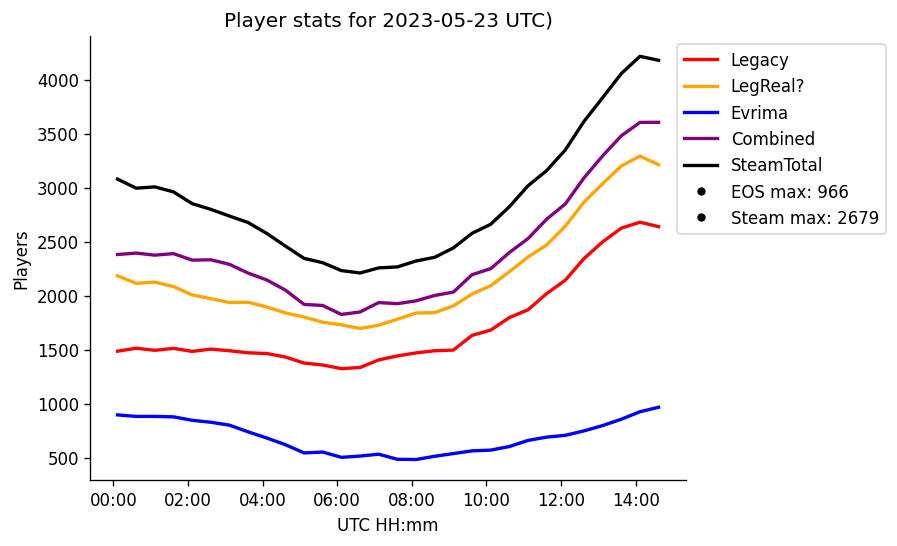 Player stats for 2023-05-23 UTC)
Players
4000
3500
3000
2500
2000
1500
1000
500
00:00 02:00 04:00 06:00 08:00 10:00 12:00 14:00
UTC HH:mm
Legacy
LegReal?
Evrima
Combined
SteamTotal
EOS max: 966
Steam max: 2679